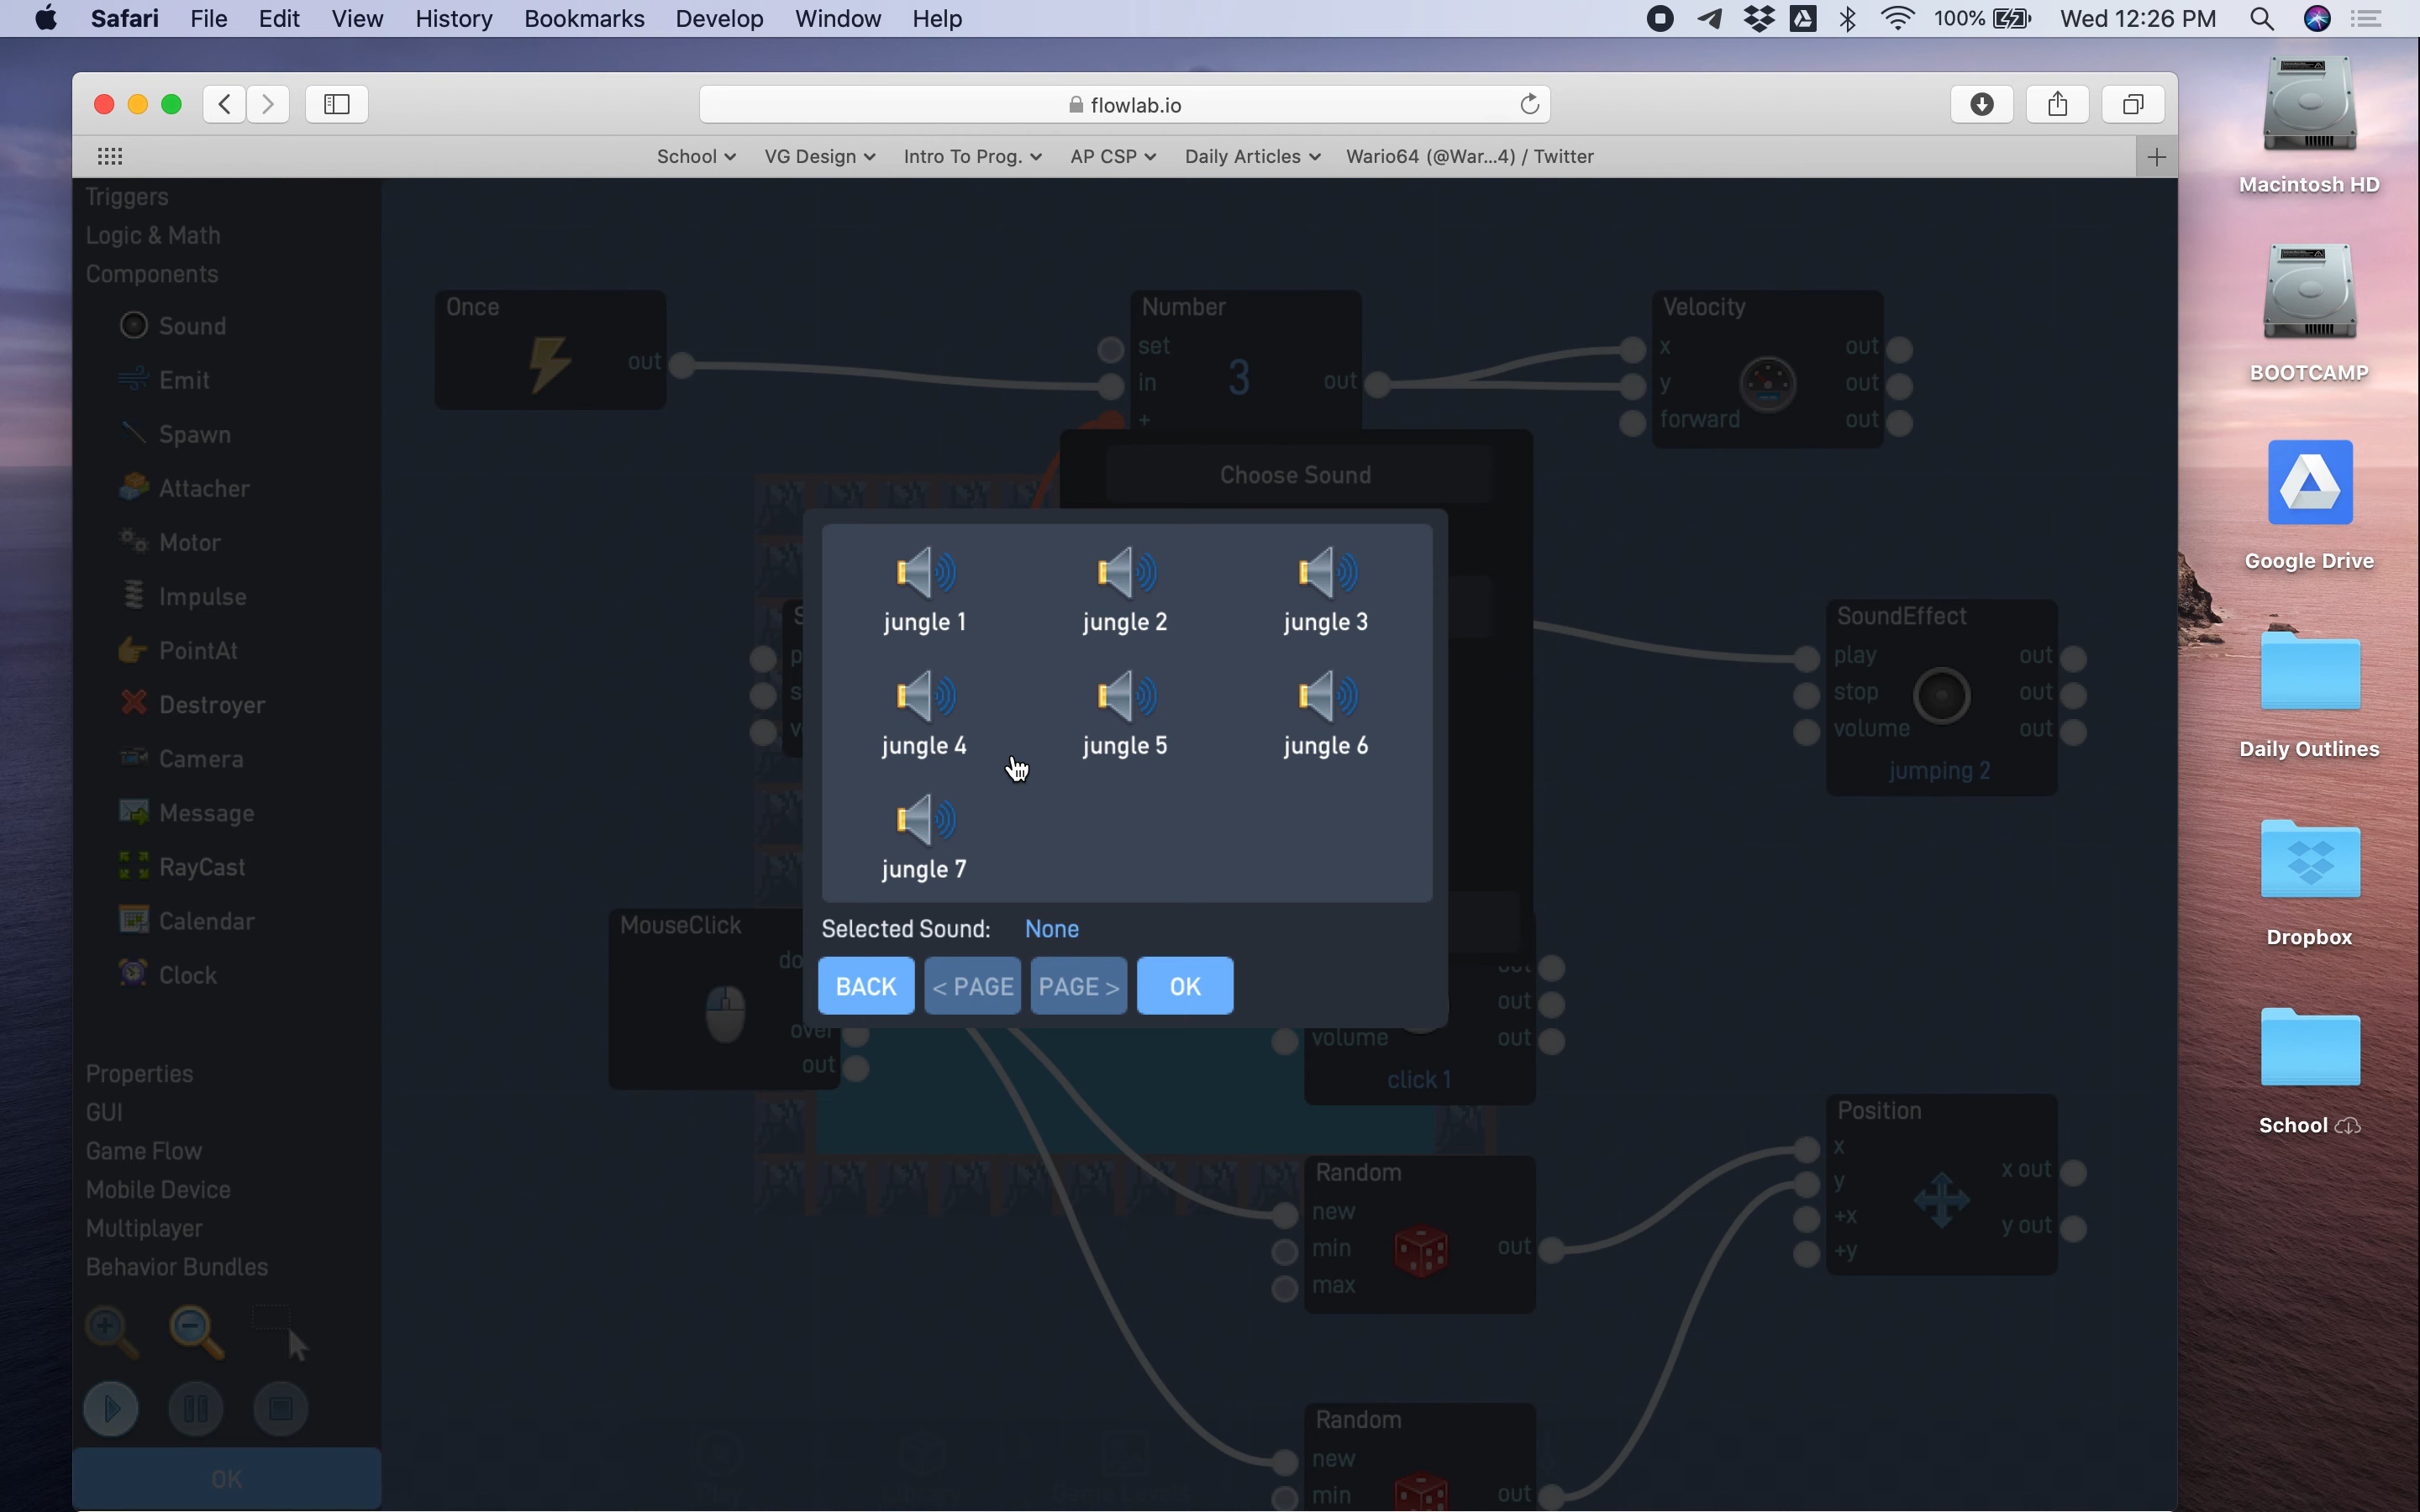 Safari File Edit View History Bookmarks Develop Window Help
100% Wed 12:26 PM
flowlab.io
School VG Design Intro To Prog. AP CSP Daily Articles Wario64 (@War...4) / Twitter
Triggers
Logic & Math
Components
Sound
Emit
Spawn
Attacher
Motor
Impulse
PointAt
Destroyer
Camera
Message
RayCast
Calendar
Clock
Properties
GUI
Game Flow
Mobile Device
Multiplayer
Behavior Bundles
OK
Once
out
Number
set
in
+
3
out
Velocity
x
y
forward
out
out
out
Choose Sound
jungle 1
jungle 2
jungle 3
jungle 4
jungle 5
jungle 6
jungle 7
Selected Sound: None
BACK
< PAGE
PAGE >
OK
SoundEffect
play
stop
volume
out
out
out
jumping 2
MouseClick
over
out
volume
out
out
out
click 1
Random
new
min
max
out
Position
x
y
+x
+y
x out
y out
Random
new
min
out
Macintosh HD
BOOTCAMP
Google Drive
Daily Outlines
Dropbox
School